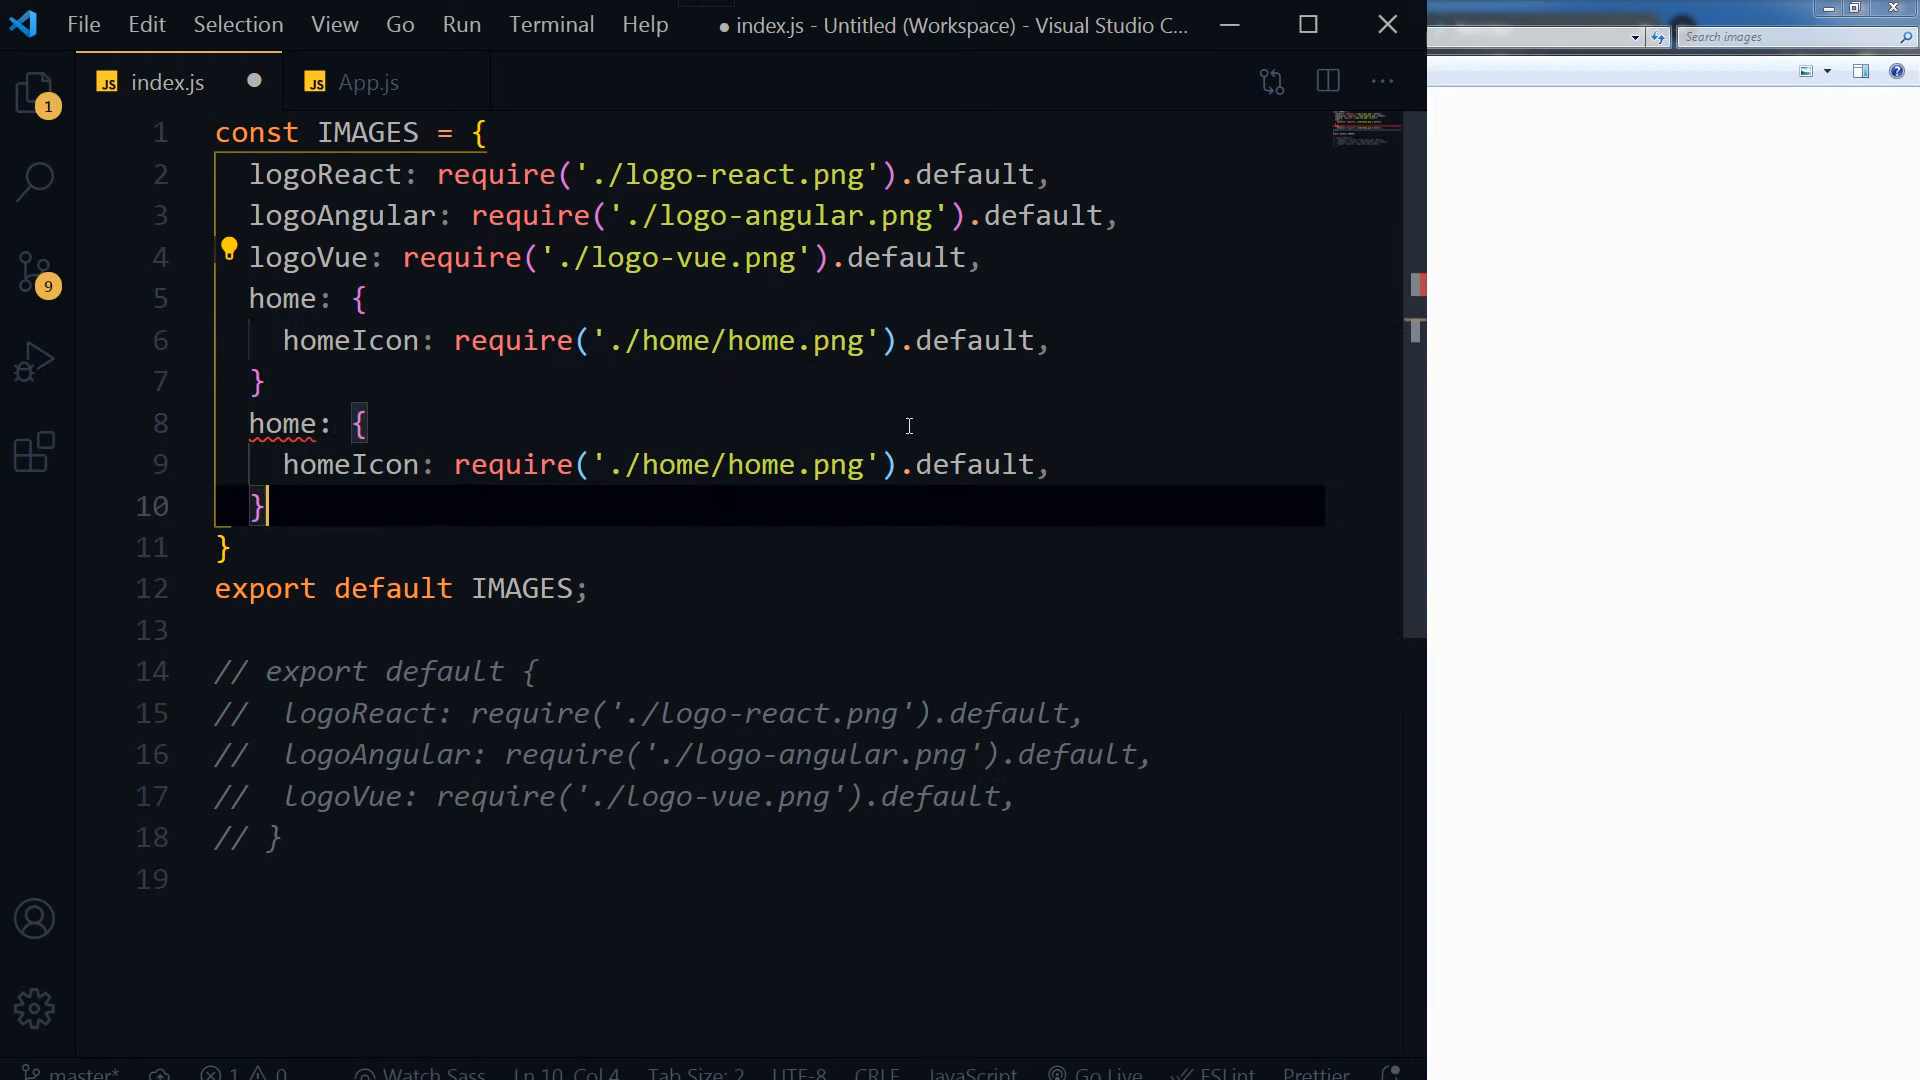 File Edit Selection View Go Run Terminal Help
● index.js - Untitled (Workspace) - Visual Studio C...
Search images
JS index.js
JS App.js
1
9
1 const IMAGES = {
2 logoReact: require('./logo-react.png').default,
3 logoAngular: require('./logo-angular.png').default,
4 logoVue: require('./logo-vue.png').default,
5 home: {
6 homeIcon: require('./home/home.png').default,
7 }
8 home: {
9 homeIcon: require('./home/home.png').default,
10 }
11 }
12 export default IMAGES;
13
14 // export default {
15 // logoReact: require('./logo-react.png').default,
16 // logoAngular: require('./logo-angular.png').default,
17 // logoVue: require('./logo-vue.png').default,
18 // }
19
master* 1 0 Watch Sass Ln 10, Col 4 Tab Size: 2 UTF-8 CRLF JavaScript Go Live ESLint Prettier